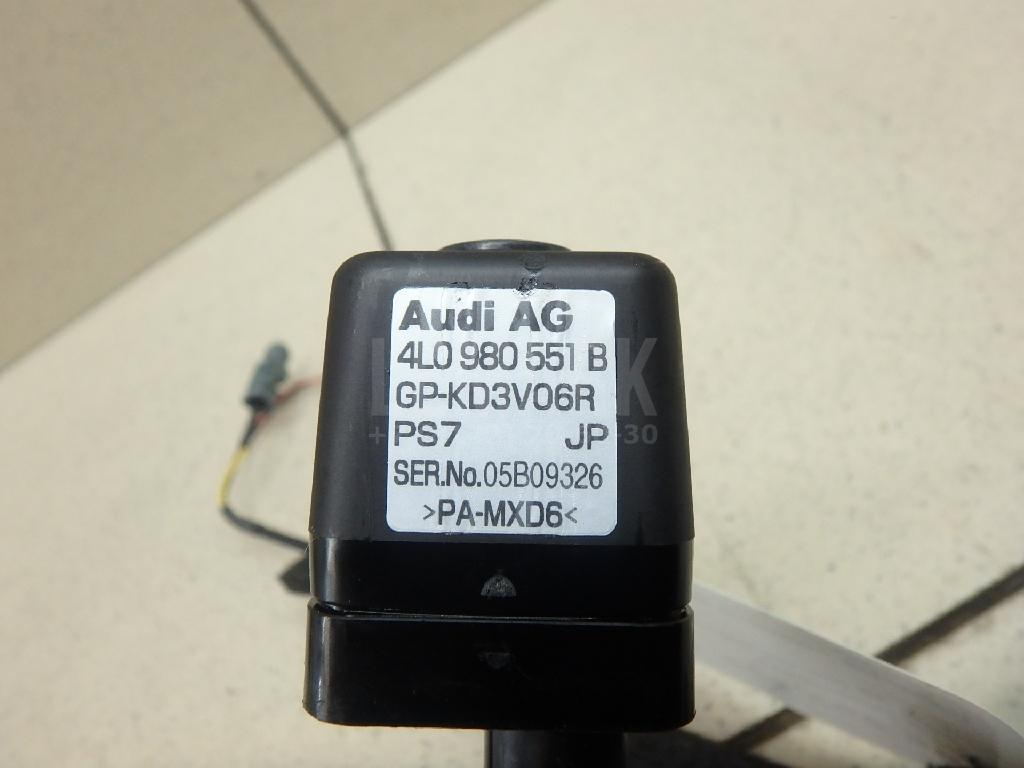 Audi AG
4L0 980 551 B
GP-KD3V06R
PS7 JP
SER.No.05B09326
>PA-MXD6<